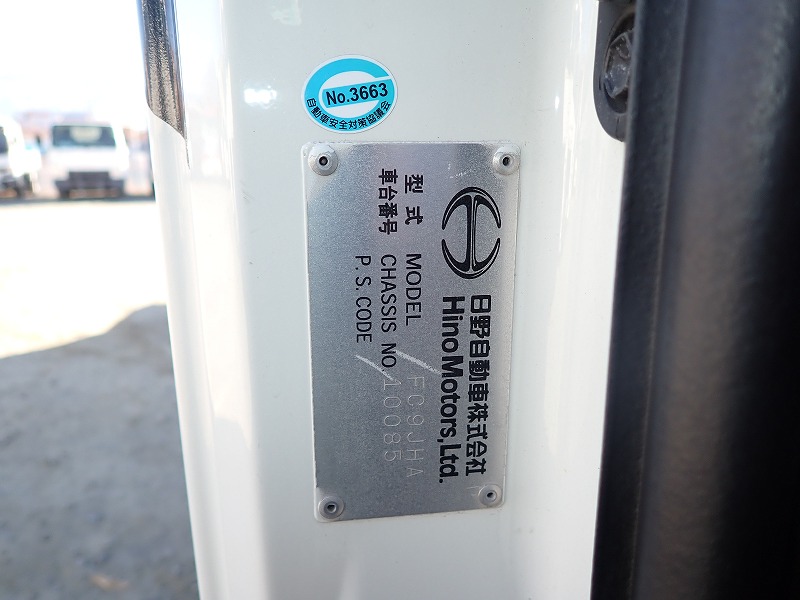 No.3663
自動車安全対策協議会
日野自動車株式会社
Hino Motors,Ltd.
型式 MODEL FC9JHA
車台番号 CHASSIS NO. 10085
P.S.CODE